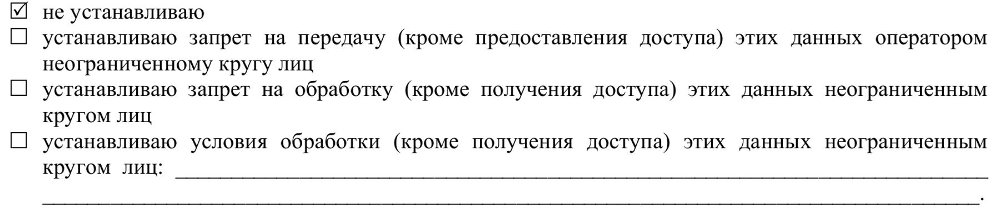 ☑ не устанавливаю
☐ устанавливаю запрет на передачу (кроме предоставления доступа) этих данных оператором
неограниченному кругу лиц
☐ устанавливаю запрет на обработку (кроме получения доступа) этих данных неограниченным
кругом лиц
☐ устанавливаю условия обработки (кроме получения доступа) этих данных неограниченным
кругом лиц: ____________________
____________________.